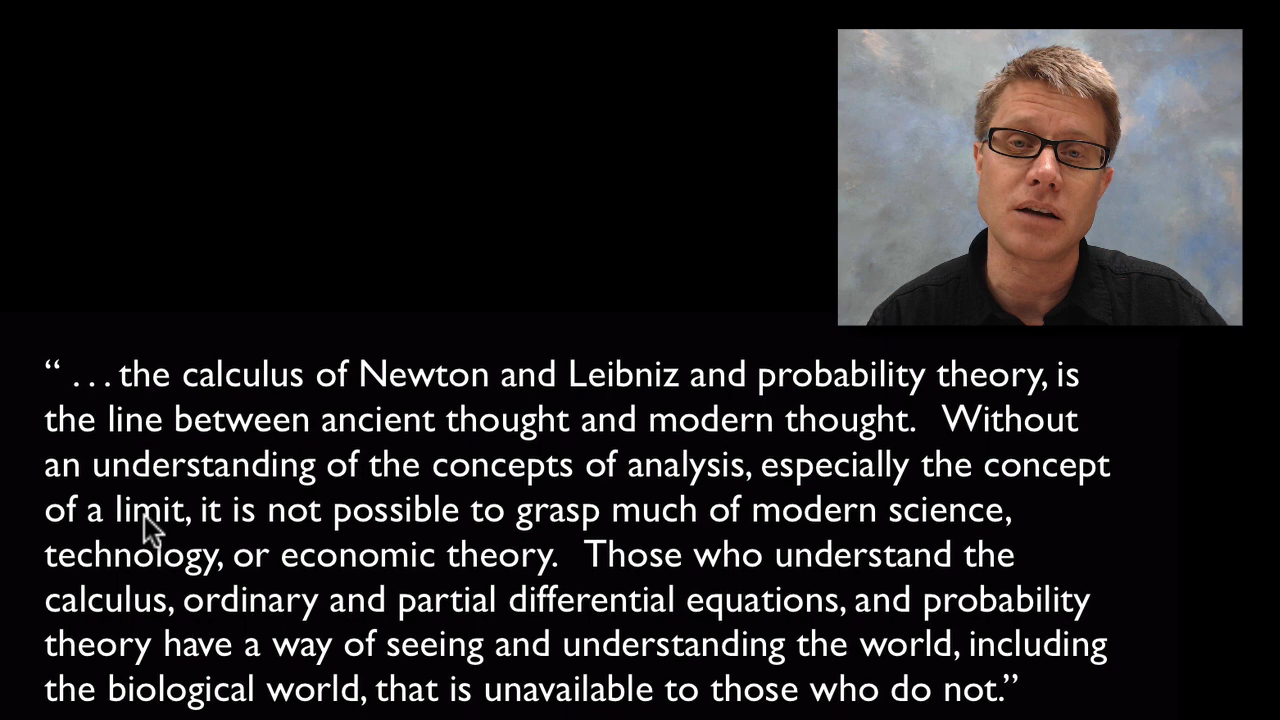 “ . . . the calculus of Newton and Leibniz and probability theory, is
the line between ancient thought and modern thought.   Without
an understanding of the concepts of analysis, especially the concept
of a limit, it is not possible to grasp much of modern science,
technology, or economic theory.   Those who understand the
calculus, ordinary and partial differential equations, and probability
theory have a way of seeing and understanding the world, including
the biological world, that is unavailable to those who do not.”